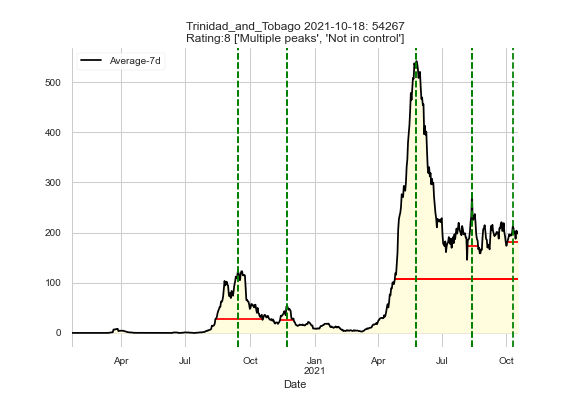 Trinidad_and_Tobago 2021-10-18: 54267
Rating:8 ['Multiple peaks', 'Not in control']
Average-7d
500
400
300
200
100
0
Apr Jul Oct Jan Apr Jul Oct
2021
Date